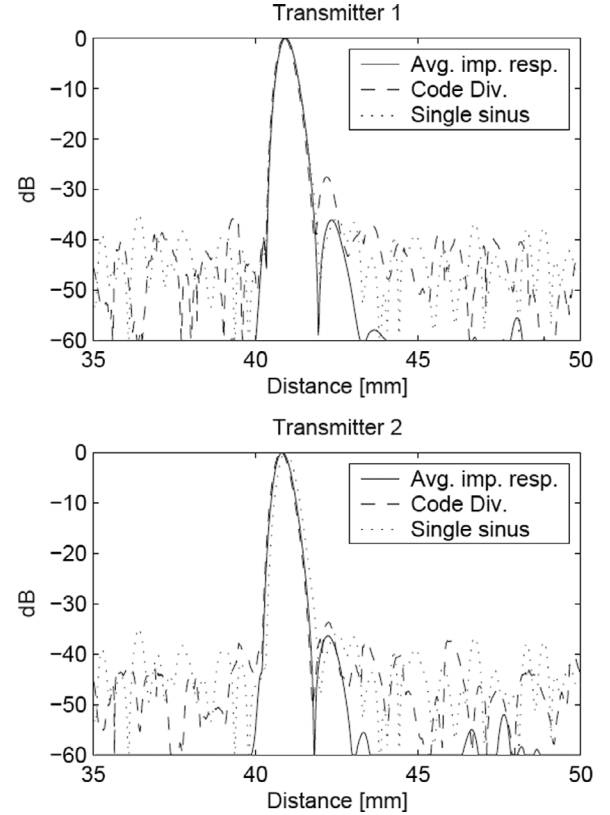 Transmitter 1
0
−10
−20
−30
−40
−50
−60
dB
Avg. imp. resp.
Code Div.
Single sinus
35
40
45
50
Distance [mm]
Transmitter 2
0
−10
−20
−30
−40
−50
−60
dB
Avg. imp. resp.
Code Div.
Single sinus
35
40
45
50
Distance [mm]